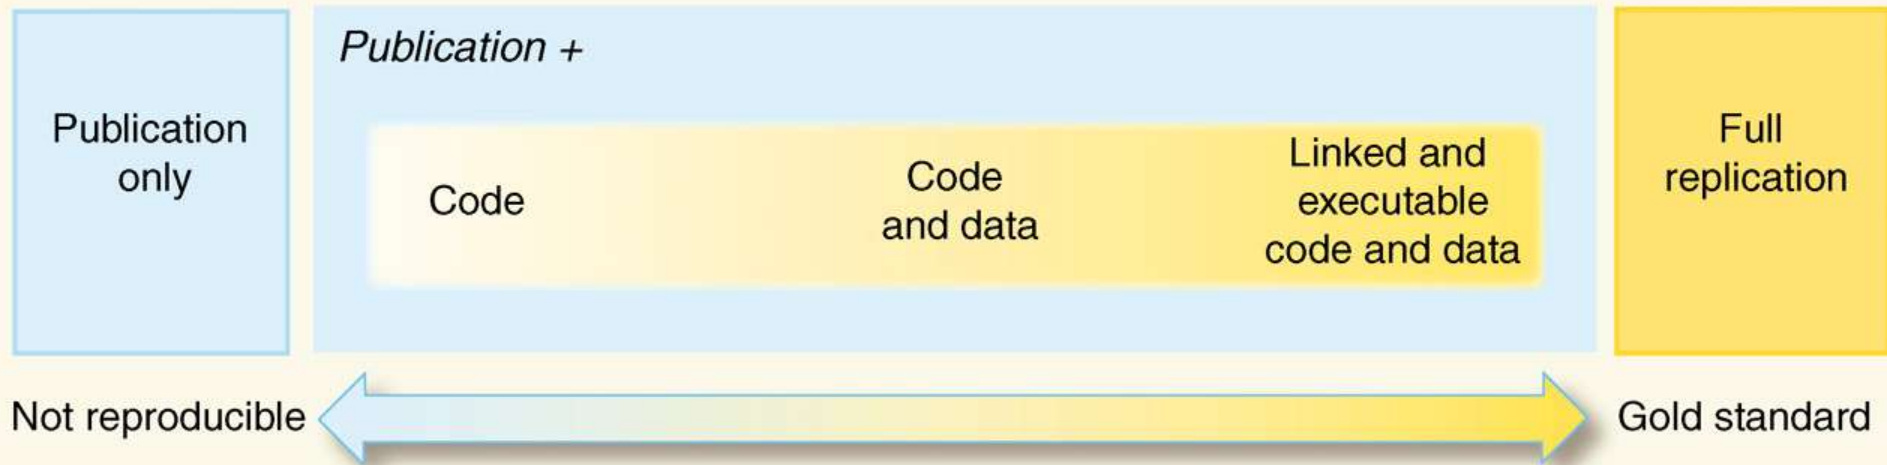 Publication
only
Publication +
Code
Code
and data
Linked and
executable
code and data
Full
replication
Not reproducible
Gold standard